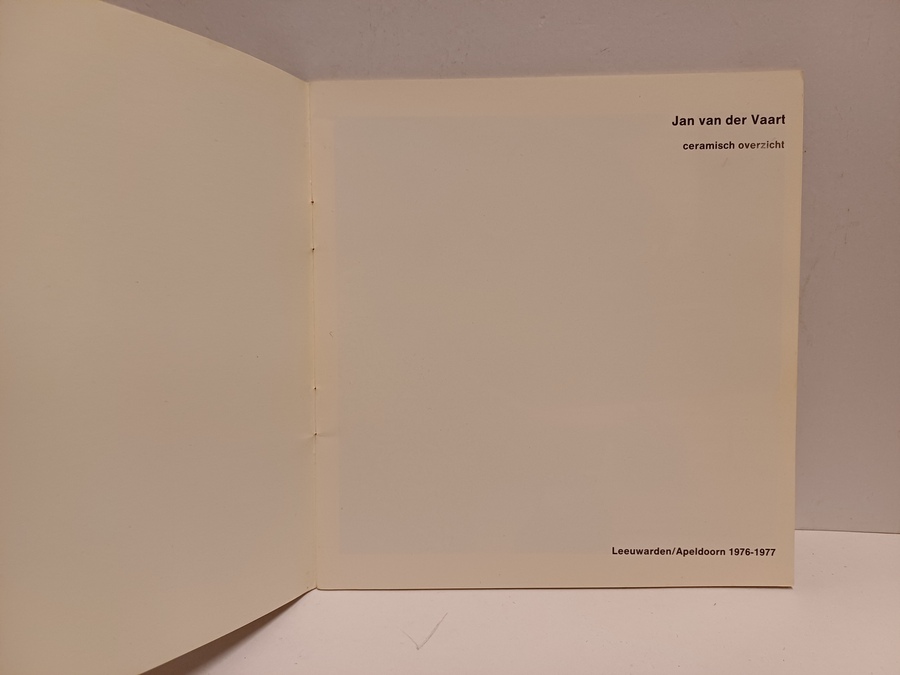 Jan van der Vaart
ceramisch overzicht
Leeuwarden/Apeldoorn 1976-1977